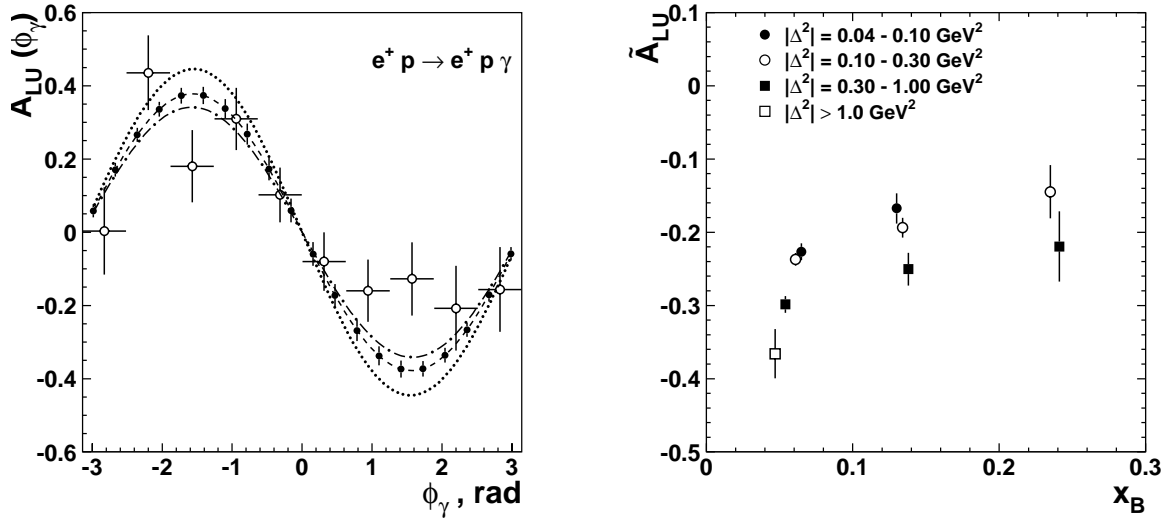 A_LU (ϕ_γ)
e⁺ p → e⁺ p γ
0.6
0.4
0.2
0
-0.2
-0.4
-0.6
-3 -2 -1 0 1 2 3
ϕ_γ , rad
Ã_LU
|Δ²| = 0.04 - 0.10 GeV²
|Δ²| = 0.10 - 0.30 GeV²
|Δ²| = 0.30 - 1.00 GeV²
|Δ²| > 1.0 GeV²
0.1
0
-0.1
-0.2
-0.3
-0.4
-0.5
0 0.1 0.2 0.3
x_B